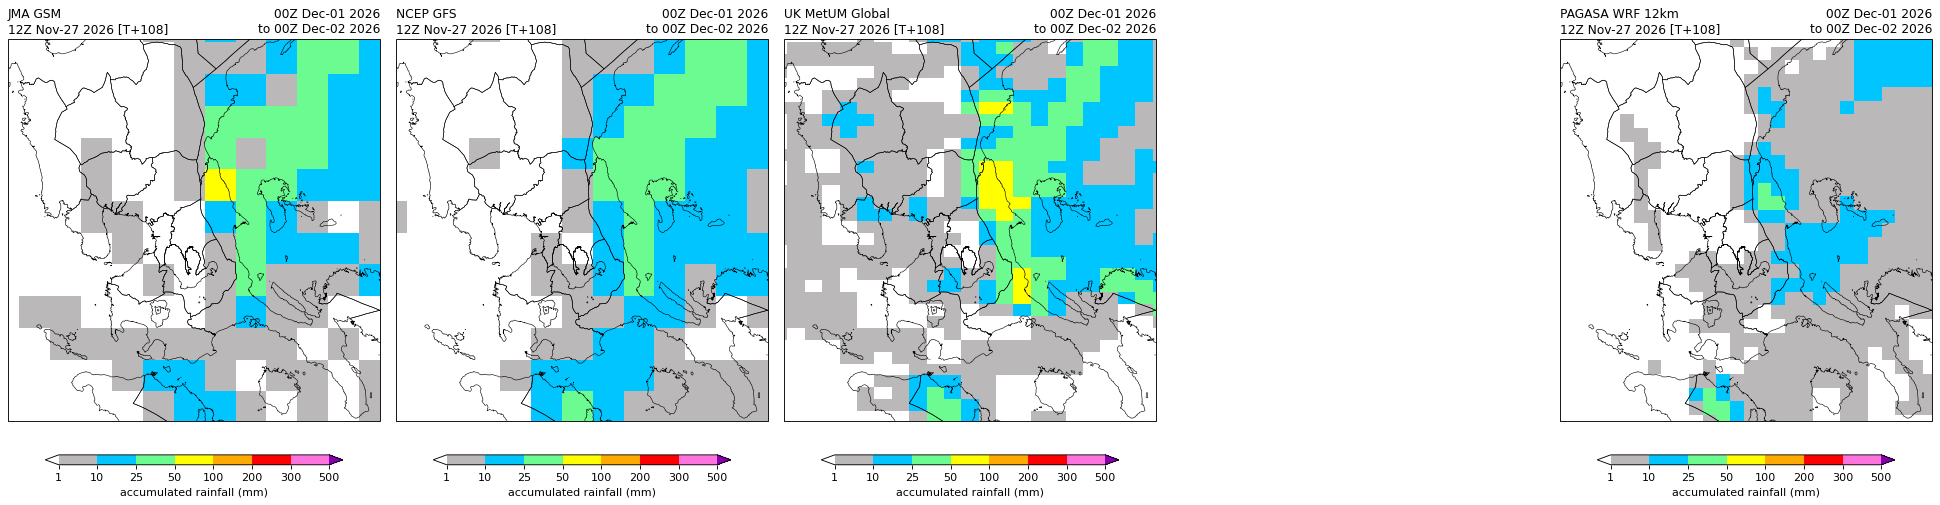 JMA GSM 00Z Dec-01 2026
12Z Nov-27 2026 [T+108] to 00Z Dec-02 2026
NCEP GFS 00Z Dec-01 2026
12Z Nov-27 2026 [T+108] to 00Z Dec-02 2026
UK MetUM Global 00Z Dec-01 2026
12Z Nov-27 2026 [T+108] to 00Z Dec-02 2026
PAGASA WRF 12km 00Z Dec-01 2026
12Z Nov-27 2026 [T+108] to 00Z Dec-02 2026
1 10 25 50 100 200 300 500
accumulated rainfall (mm)
1 10 25 50 100 200 300 500
accumulated rainfall (mm)
1 10 25 50 100 200 300 500
accumulated rainfall (mm)
1 10 25 50 100 200 300 500
accumulated rainfall (mm)